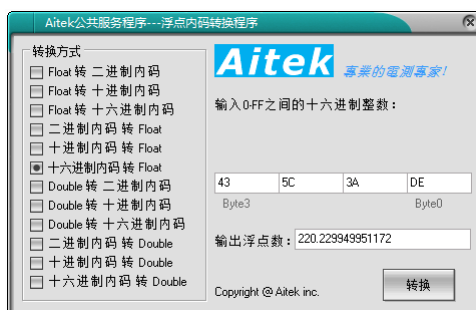 Aitek公共服务程序---浮点内码转换程序
转换方式
Float 转 二进制内码
Float 转 十进制内码
Float 转 十六进制内码
二进制内码 转 Float
十进制内码 转 Float
十六进制内码 转 Float
Double 转 二进制内码
Double 转 十进制内码
Double 转 十六进制内码
二进制内码 转 Double
十进制内码 转 Double
十六进制内码 转 Double
Aitek 專業的電測專家!
输入0-FF之间的十六进制整数:
43 5C 3A DE
Byte3 Byte0
输出浮点数: 220.229949951172
Copyright @ Aitek inc.
转换